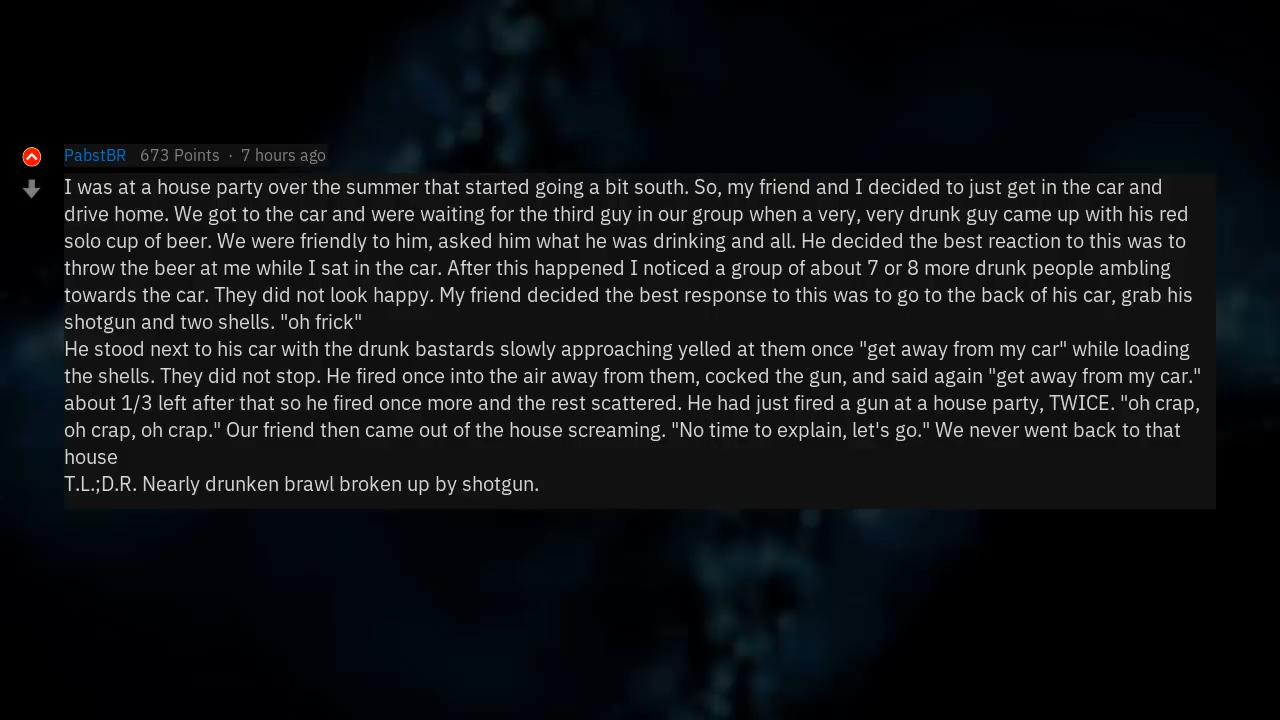 PabstBR 673 Points · 7 hours ago
I was at a house party over the summer that started going a bit south. So, my friend and I decided to just get in the car and
drive home. We got to the car and were waiting for the third guy in our group when a very, very drunk guy came up with his red
solo cup of beer. We were friendly to him, asked him what he was drinking and all. He decided the best reaction to this was to
throw the beer at me while I sat in the car. After this happened I noticed a group of about 7 or 8 more drunk people ambling
towards the car. They did not look happy. My friend decided the best response to this was to go to the back of his car, grab his
shotgun and two shells. "oh frick"
He stood next to his car with the drunk bastards slowly approaching yelled at them once "get away from my car" while loading
the shells. They did not stop. He fired once into the air away from them, cocked the gun, and said again "get away from my car."
about 1/3 left after that so he fired once more and the rest scattered. He had just fired a gun at a house party, TWICE. "oh crap,
oh crap, oh crap." Our friend then came out of the house screaming. "No time to explain, let's go." We never went back to that
house
T.L.;D.R. Nearly drunken brawl broken up by shotgun.